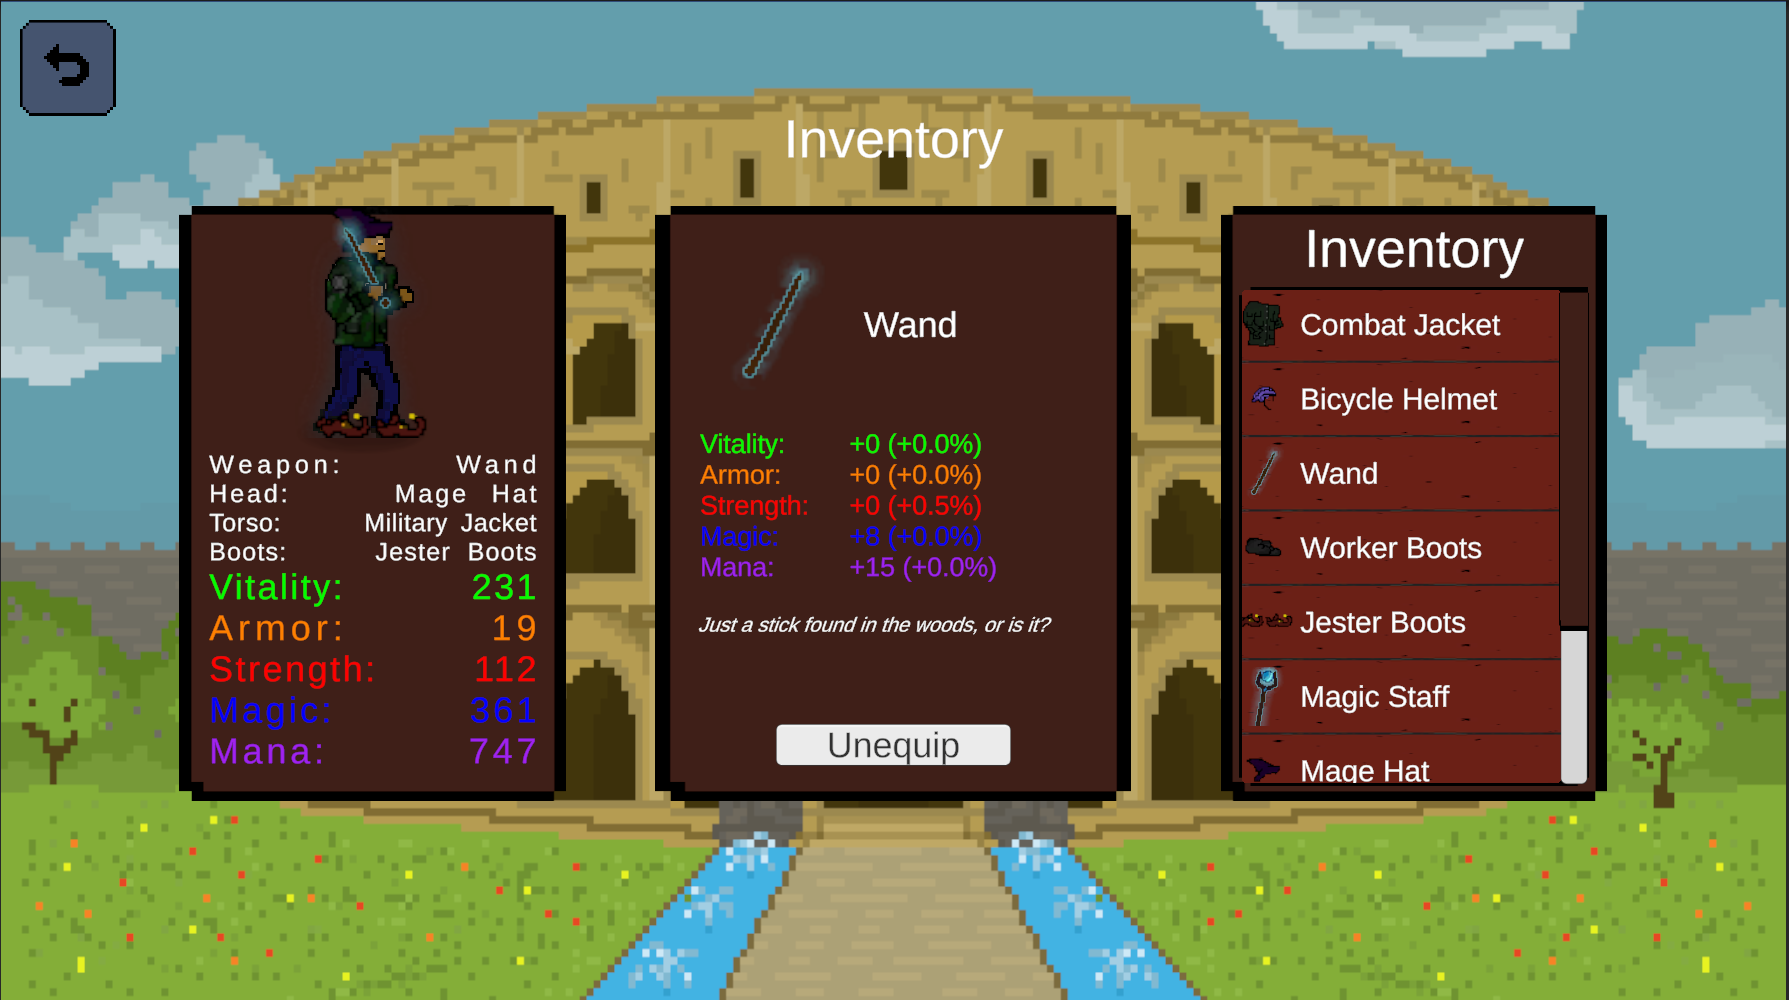 Inventory
Weapon: Wand
Head: Mage Hat
Torso: Military Jacket
Boots: Jester Boots
Vitality: 231
Armor: 19
Strength: 112
Magic: 361
Mana: 747
Wand
Vitality: +0 (+0.0%)
Armor: +0 (+0.0%)
Strength: +0 (+0.5%)
Magic: +8 (+0.0%)
Mana: +15 (+0.0%)
Just a stick found in the woods, or is it?
Unequip
Inventory
Combat Jacket
Bicycle Helmet
Wand
Worker Boots
Jester Boots
Magic Staff
Mage Hat